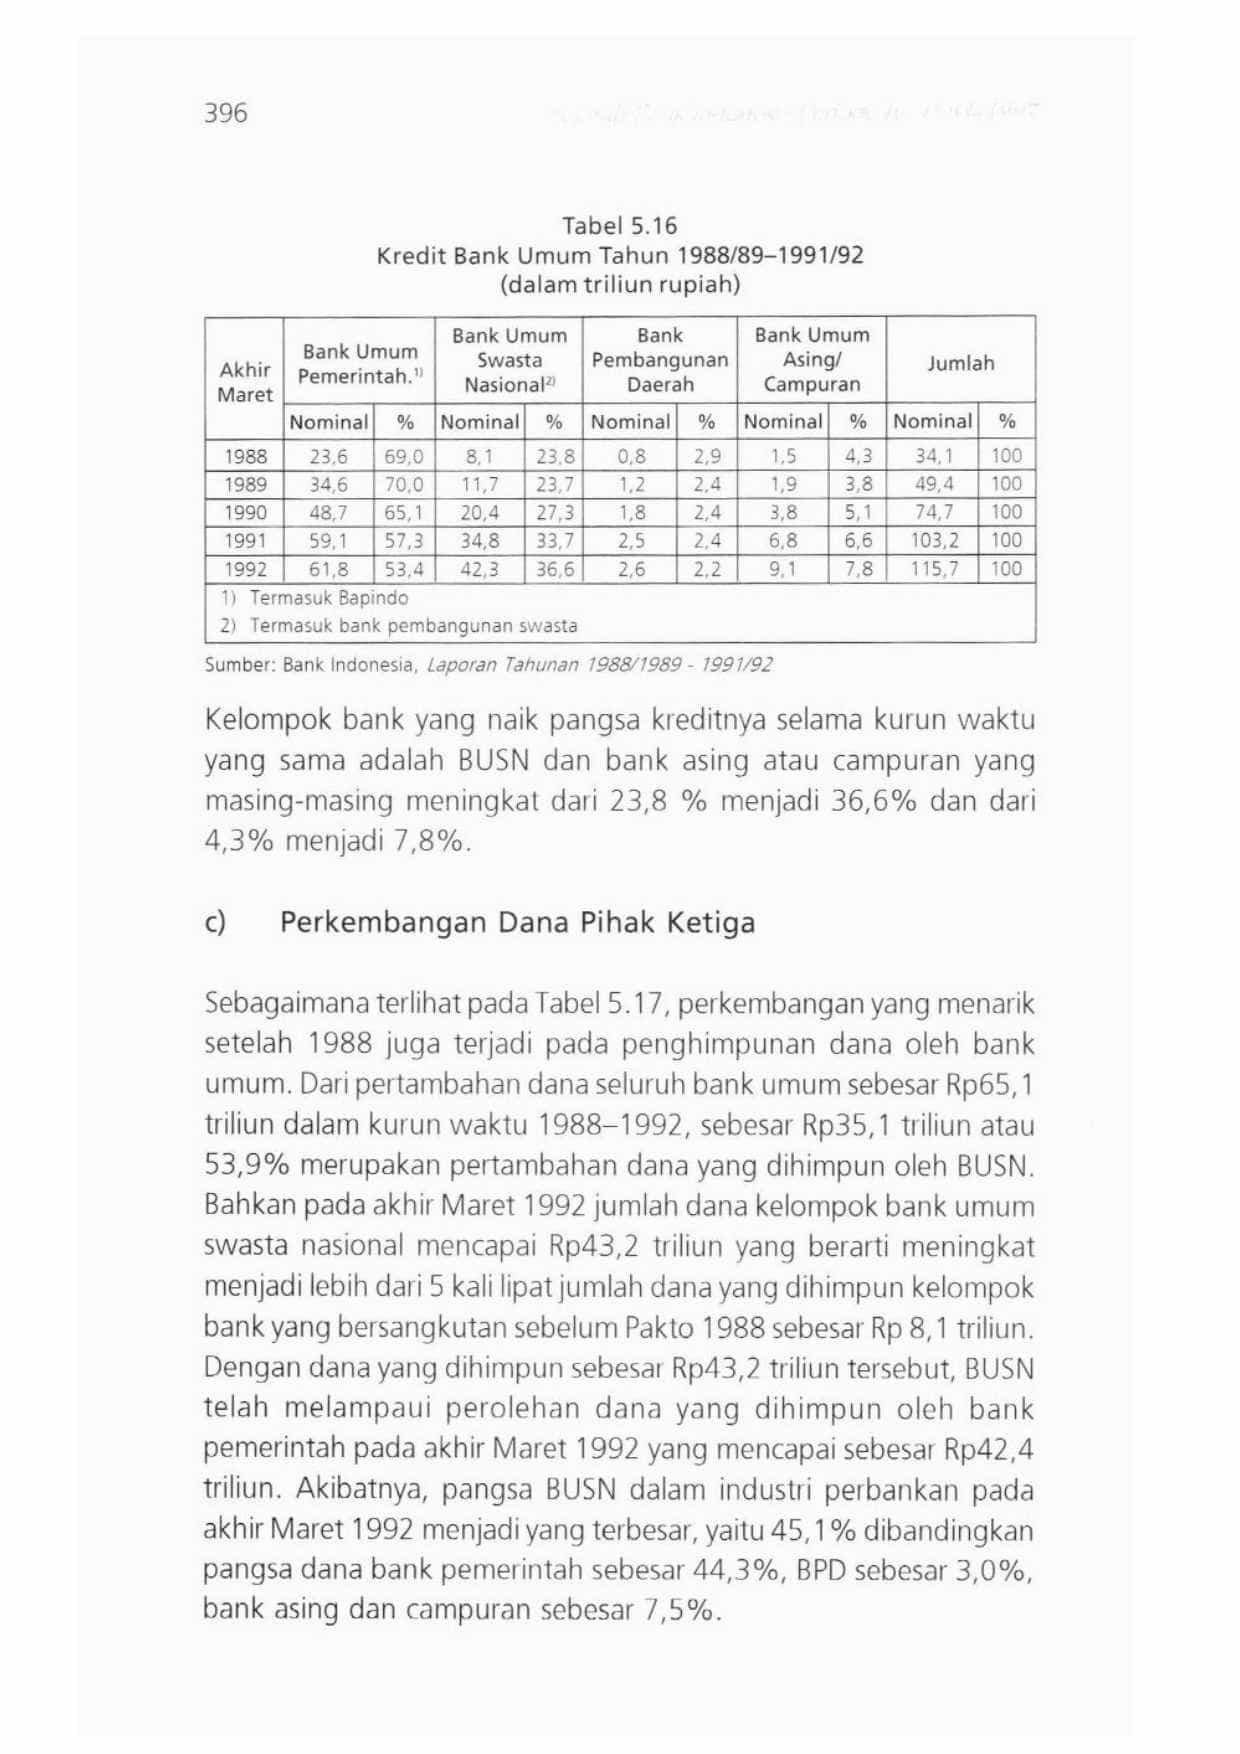 396
Tabel 5.16
Kredit Bank Umum Tahun 1988/89–1991/92
(dalam triliun rupiah)
Akhir Maret | Bank Umum Pemerintah.1) | Bank Umum Swasta Nasional2) | Bank Pembangunan Daerah | Bank Umum Asing/ Campuran | Jumlah
Nominal % Nominal % Nominal % Nominal % Nominal %
1988 23,6 69,0 8,1 23,8 0,8 2,9 1,5 4,3 34,1 100
1989 34,6 70,0 11,7 23,7 1,2 2,4 1,9 3,8 49,4 100
1990 48,7 65,1 20,4 27,3 1,8 2,4 3,8 5,1 74,7 100
1991 59,1 57,3 34,8 33,7 2,5 2,4 6,8 6,6 103,2 100
1992 61,8 53,4 42,3 36,6 2,6 2,2 9,1 7,8 115,7 100
1) Termasuk Bapindo
2) Termasuk bank pembangunan swasta
Sumber: Bank Indonesia, Laporan Tahunan 1988/1989 - 1991/92
Kelompok bank yang naik pangsa kreditnya selama kurun waktu
yang sama adalah BUSN dan bank asing atau campuran yang
masing-masing meningkat dari 23,8 % menjadi 36,6% dan dari
4,3% menjadi 7,8%.
c) Perkembangan Dana Pihak Ketiga
Sebagaimana terlihat pada Tabel 5.17, perkembangan yang menarik
setelah 1988 juga terjadi pada penghimpunan dana oleh bank
umum. Dari pertambahan dana seluruh bank umum sebesar Rp65,1
triliun dalam kurun waktu 1988–1992, sebesar Rp35,1 triliun atau
53,9% merupakan pertambahan dana yang dihimpun oleh BUSN.
Bahkan pada akhir Maret 1992 jumlah dana kelompok bank umum
swasta nasional mencapai Rp43,2 triliun yang berarti meningkat
menjadi lebih dari 5 kali lipat jumlah dana yang dihimpun kelompok
bank yang bersangkutan sebelum Pakto 1988 sebesar Rp 8,1 triliun.
Dengan dana yang dihimpun sebesar Rp43,2 triliun tersebut, BUSN
telah melampaui perolehan dana yang dihimpun oleh bank
pemerintah pada akhir Maret 1992 yang mencapai sebesar Rp42,4
triliun. Akibatnya, pangsa BUSN dalam industri perbankan pada
akhir Maret 1992 menjadi yang terbesar, yaitu 45,1% dibandingkan
pangsa dana bank pemerintah sebesar 44,3%, BPD sebesar 3,0%,
bank asing dan campuran sebesar 7,5%.